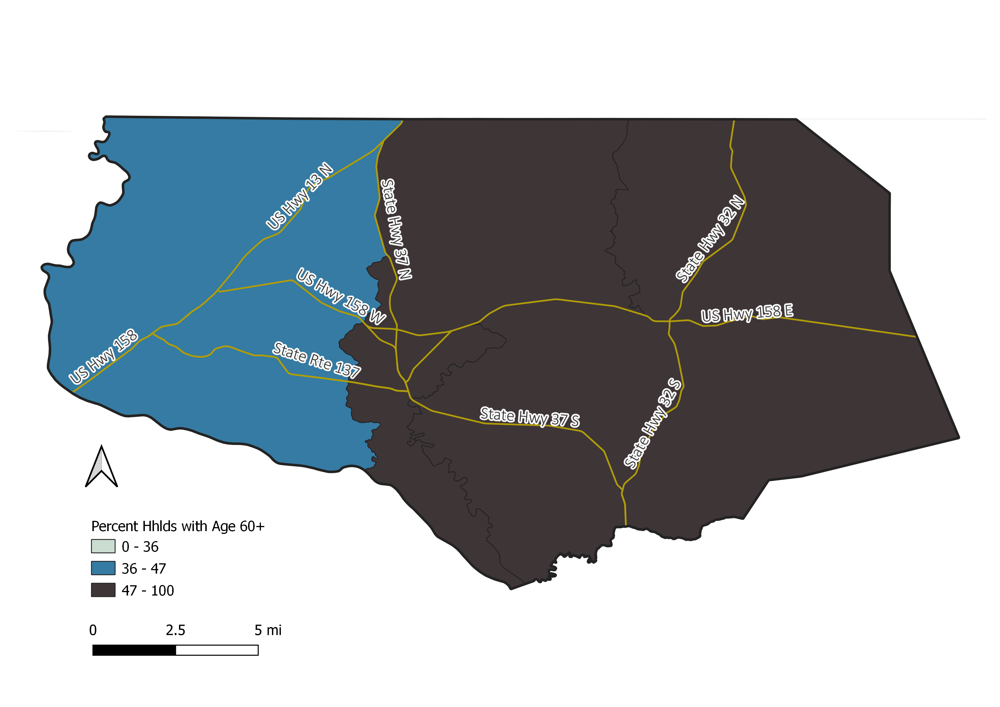 US Hwy 13 N
State Hwy 37 N
State Hwy 32 N
US Hwy 158 W
US Hwy 158 E
US Hwy 158
State Rte 137
State Hwy 37 S
State Hwy 32 S
Percent Hhlds with Age 60+
0 - 36
36 - 47
47 - 100
0 2.5 5 mi